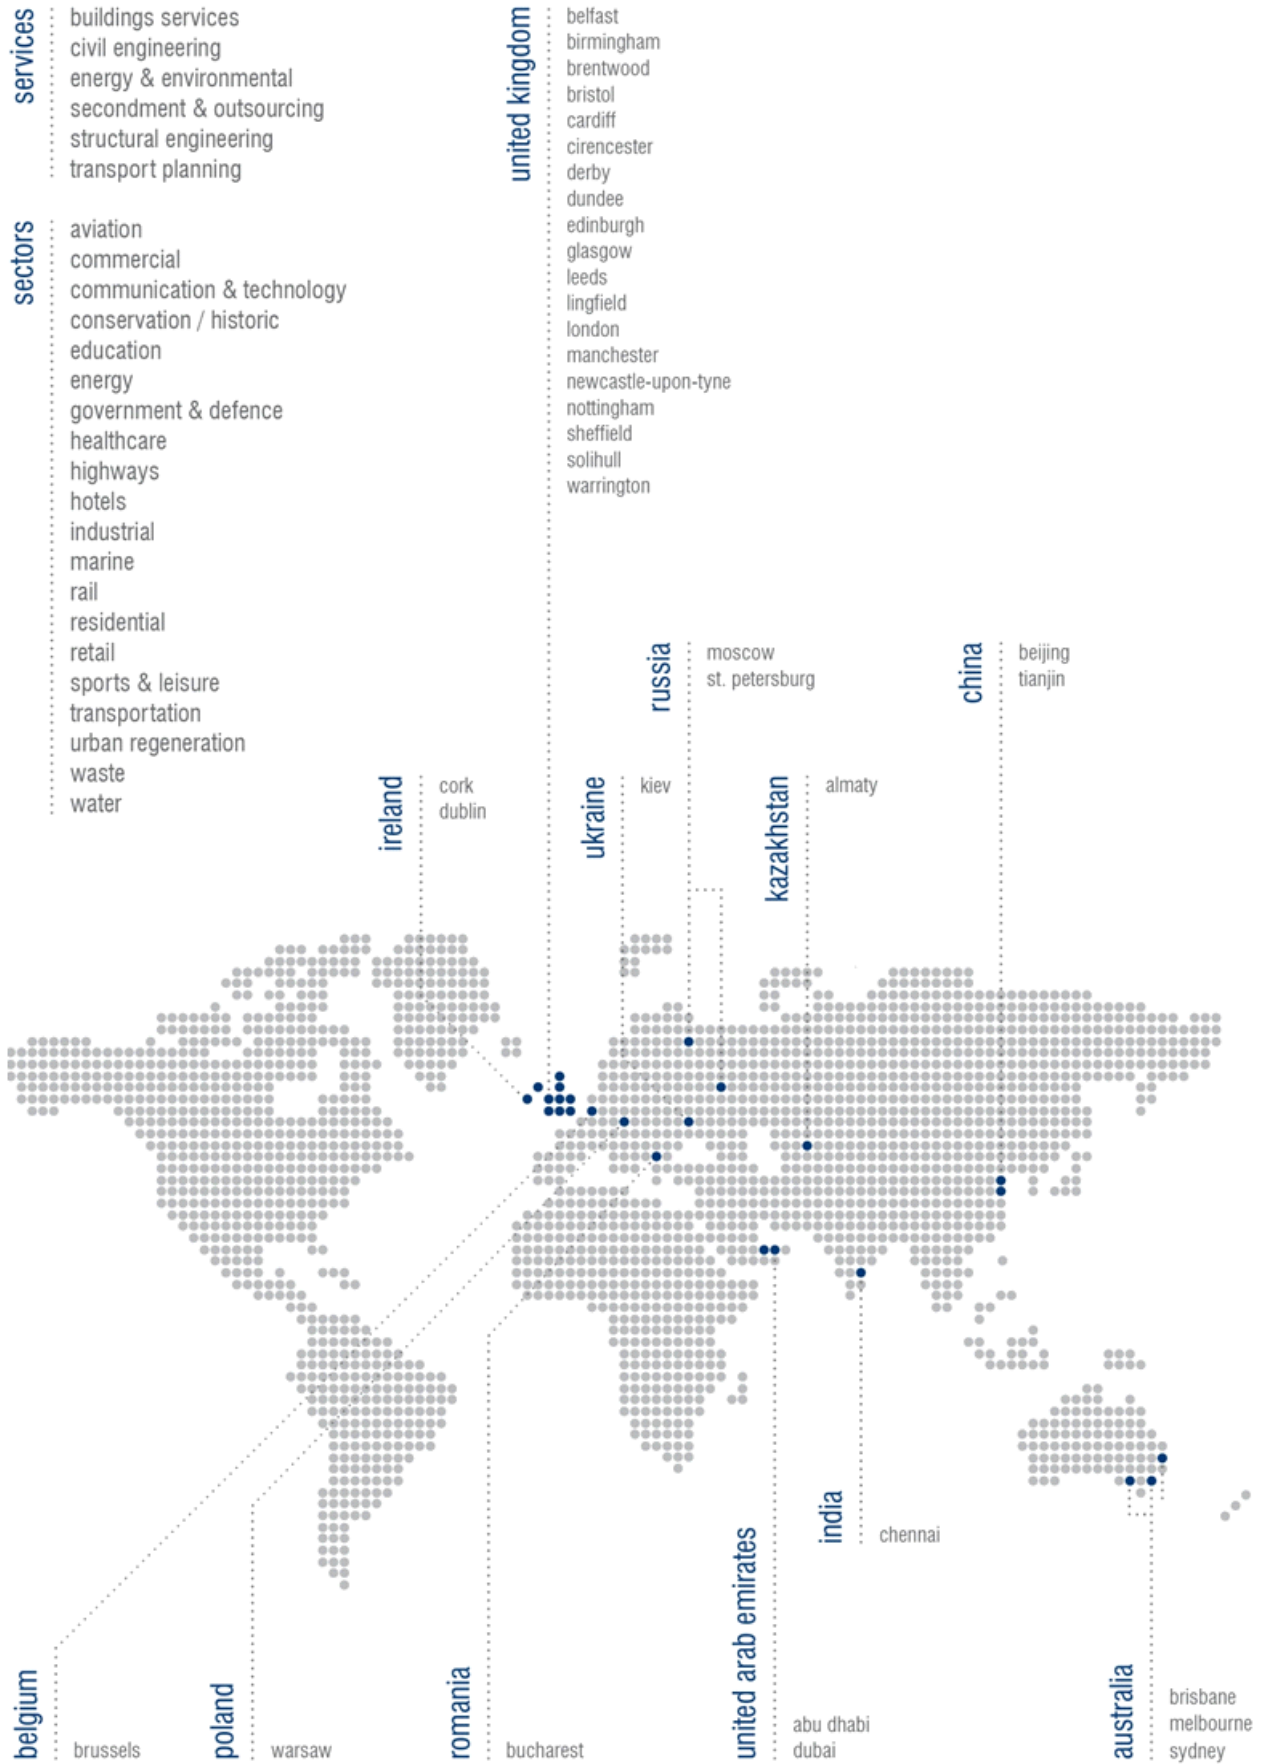 services
buildings services
civil engineering
energy & environmental
secondment & outsourcing
structural engineering
transport planning
sectors
aviation
commercial
communication & technology
conservation / historic
education
energy
government & defence
healthcare
highways
hotels
industrial
marine
rail
residential
retail
sports & leisure
transportation
urban regeneration
waste
water
united kingdom
belfast
birmingham
brentwood
bristol
cardiff
cirencester
derby
dundee
edinburgh
glasgow
leeds
lingfield
london
manchester
newcastle-upon-tyne
nottingham
sheffield
solihull
warrington
russia
moscow
st. petersburg
china
beijing
tianjin
ireland
cork
dublin
ukraine
kiev
kazakhstan
almaty
belgium
brussels
poland
warsaw
romania
bucharest
united arab emirates
abu dhabi
dubai
india
chennai
australia
brisbane
melbourne
sydney